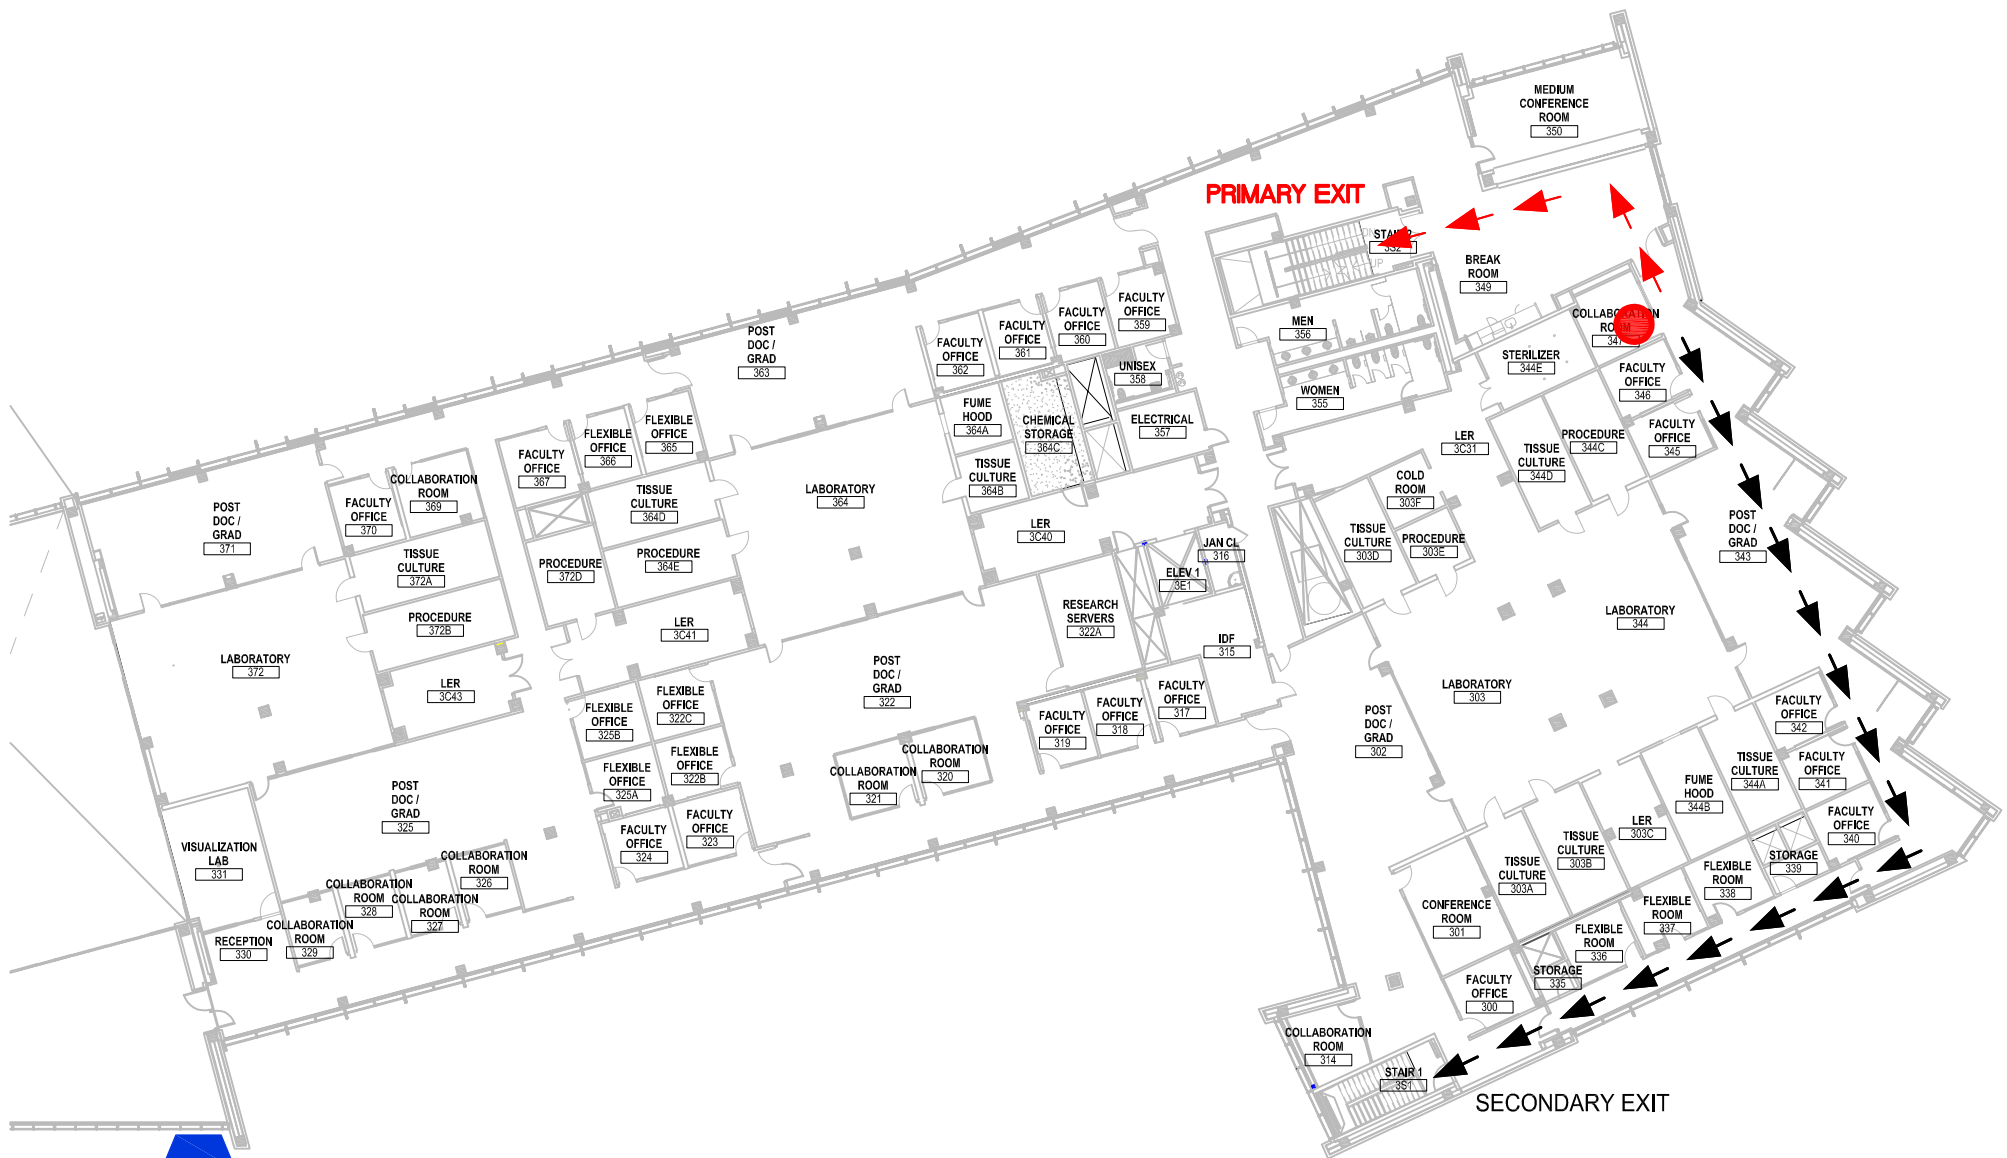 MEDIUM
CONFERENCE
ROOM
350
PRIMARY EXIT
STAIR 2
3S2
UP
BREAK
ROOM
349
COLLABORATION
ROOM
347
STERILIZER
344E
FACULTY
OFFICE
346
FACULTY
OFFICE
345
PROCEDURE
344C
TISSUE
CULTURE
344D
LER
3C31
MEN
356
WOMEN
355
FACULTY
OFFICE
359
FACULTY
OFFICE
360
FACULTY
OFFICE
361
FACULTY
OFFICE
362
UNISEX
358
ELECTRICAL
357
FUME
HOOD
364A
CHEMICAL
STORAGE
364C
TISSUE
CULTURE
364B
LER
3C40
POST
DOC /
GRAD
363
LABORATORY
364
FLEXIBLE
OFFICE
365
FLEXIBLE
OFFICE
366
FACULTY
OFFICE
367
TISSUE
CULTURE
364D
PROCEDURE
364E
PROCEDURE
372D
LER
3C41
COLLABORATION
ROOM
369
FACULTY
OFFICE
370
POST
DOC /
GRAD
371
TISSUE
CULTURE
372A
PROCEDURE
372B
LABORATORY
372
LER
3C43
COLD
ROOM
303F
TISSUE
CULTURE
303D
PROCEDURE
303E
JAN CL
316
ELEV 1
3E1
RESEARCH
SERVERS
322A
IDF
315
POST
DOC /
GRAD
343
LABORATORY
344
LABORATORY
303
POST
DOC /
GRAD
302
POST
DOC /
GRAD
322
FACULTY
OFFICE
317
FACULTY
OFFICE
318
FACULTY
OFFICE
319
COLLABORATION
ROOM
320
COLLABORATION
ROOM
321
FLEXIBLE
OFFICE
322C
FLEXIBLE
OFFICE
325B
FLEXIBLE
OFFICE
322B
FLEXIBLE
OFFICE
325A
FACULTY
OFFICE
323
FACULTY
OFFICE
324
POST
DOC /
GRAD
325
VISUALIZATION
LAB
331
COLLABORATION
ROOM
326
COLLABORATION
ROOM
327
COLLABORATION
ROOM
328
COLLABORATION
ROOM
329
RECEPTION
330
FACULTY
OFFICE
342
FACULTY
OFFICE
341
FACULTY
OFFICE
340
TISSUE
CULTURE
344A
FUME
HOOD
344B
LER
303C
TISSUE
CULTURE
303B
TISSUE
CULTURE
303A
STORAGE
339
FLEXIBLE
ROOM
338
FLEXIBLE
ROOM
337
FLEXIBLE
ROOM
336
STORAGE
335
CONFERENCE
ROOM
301
FACULTY
OFFICE
300
COLLABORATION
ROOM
314
STAIR 1
3S1
SECONDARY EXIT